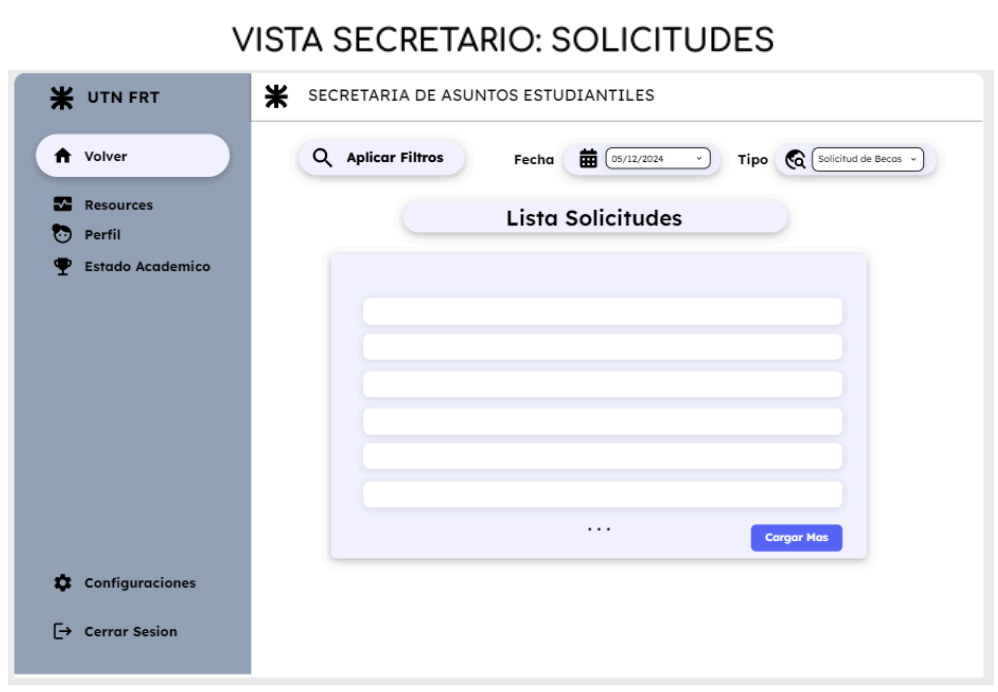 VISTA SECRETARIO: SOLICITUDES
UTN FRT
SECRETARIA DE ASUNTOS ESTUDIANTILES
Volver
Aplicar Filtros
Fecha
05/12/2024
Tipo
Solicitud de Becas
Resources
Perfil
Estado Academico
Lista Solicitudes
...
Cargar Mas
Configuraciones
Cerrar Sesion